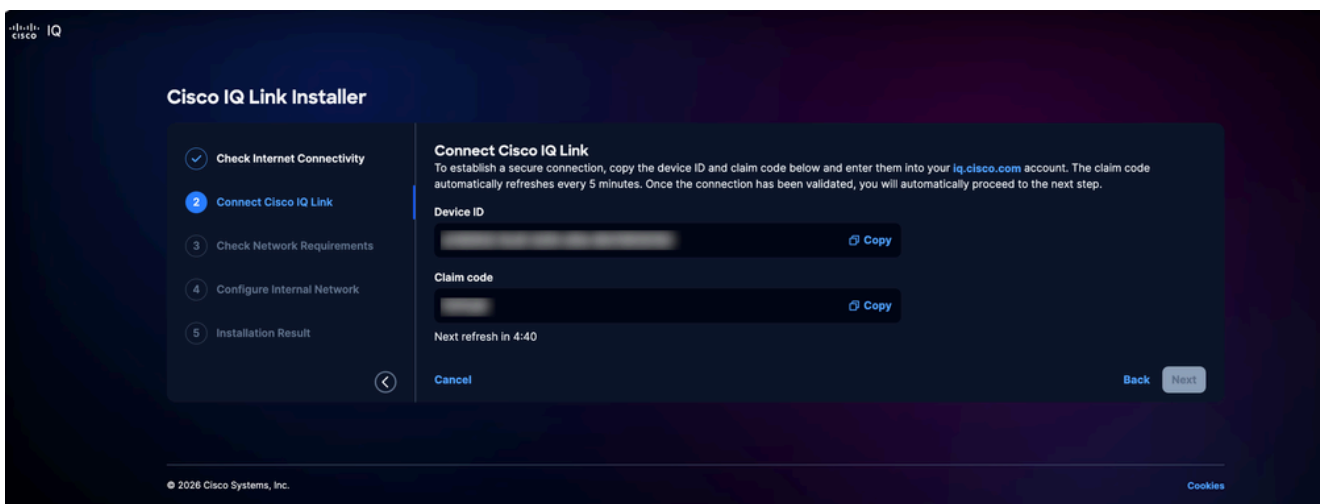 CISCO IQ
Cisco IQ Link Installer
Check Internet Connectivity
2 Connect Cisco IQ Link
3 Check Network Requirements
4 Configure Internal Network
5 Installation Result
Connect Cisco IQ Link
To establish a secure connection, copy the device ID and claim code below and enter them into your iq.cisco.com account. The claim code
automatically refreshes every 5 minutes. Once the connection has been validated, you will automatically proceed to the next step.
Device ID
Copy
Claim code
Copy
Next refresh in 4:40
Cancel
Back Next
© 2026 Cisco Systems, Inc.
Cookies